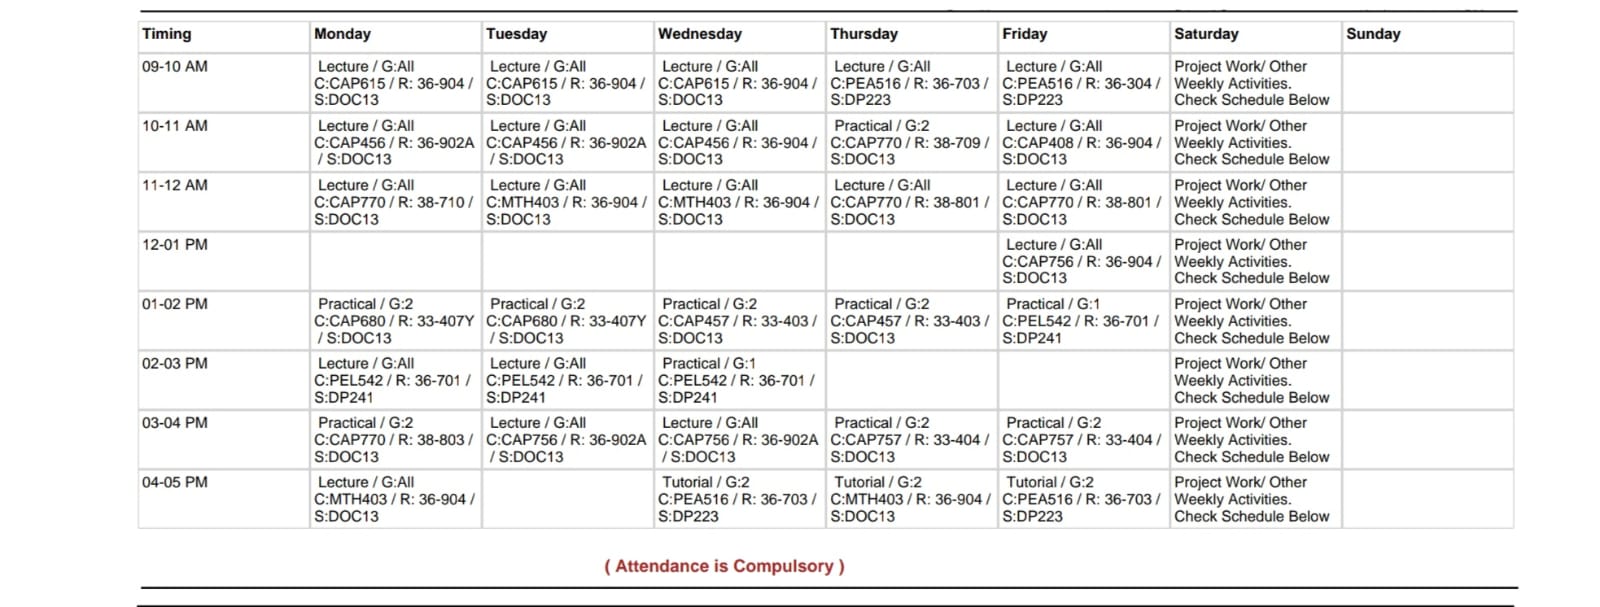 Timing Monday Tuesday Wednesday Thursday Friday Saturday Sunday
09-10 AM Lecture / G:All Lecture / G:All Lecture / G:All Lecture / G:All Lecture / G:All Project Work/ Other
C:CAP615 / R: 36-904 / C:CAP615 / R: 36-904 / C:CAP615 / R: 36-904 / C:PEA516 / R: 36-703 / C:PEA516 / R: 36-304 / Weekly Activities.
S:DOC13 S:DOC13 S:DOC13 S:DP223 S:DP223 Check Schedule Below
10-11 AM Lecture / G:All Lecture / G:All Lecture / G:All Practical / G:2 Lecture / G:All Project Work/ Other
C:CAP456 / R: 36-902A C:CAP456 / R: 36-902A C:CAP456 / R: 36-904 / C:CAP770 / R: 38-709 / C:CAP408 / R: 36-904 / Weekly Activities.
/ S:DOC13 / S:DOC13 S:DOC13 S:DOC13 S:DOC13 Check Schedule Below
11-12 AM Lecture / G:All Lecture / G:All Lecture / G:All Lecture / G:All Lecture / G:All Project Work/ Other
C:CAP770 / R: 38-710 / C:MTH403 / R: 36-904 / C:MTH403 / R: 36-904 / C:CAP770 / R: 38-801 / C:CAP770 / R: 38-801 / Weekly Activities.
S:DOC13 S:DOC13 S:DOC13 S:DOC13 S:DOC13 Check Schedule Below
12-01 PM Lecture / G:All Project Work/ Other
C:CAP756 / R: 36-904 / Weekly Activities.
S:DOC13 Check Schedule Below
01-02 PM Practical / G:2 Practical / G:2 Practical / G:2 Practical / G:2 Practical / G:1 Project Work/ Other
C:CAP680 / R: 33-407Y C:CAP680 / R: 33-407Y C:CAP457 / R: 33-403 / C:CAP457 / R: 33-403 / C:PEL542 / R: 36-701 / Weekly Activities.
/ S:DOC13 / S:DOC13 S:DOC13 S:DOC13 S:DP241 Check Schedule Below
02-03 PM Lecture / G:All Lecture / G:All Practical / G:1 Project Work/ Other
C:PEL542 / R: 36-701 / C:PEL542 / R: 36-701 / C:PEL542 / R: 36-701 / Weekly Activities.
S:DP241 S:DP241 S:DP241 Check Schedule Below
03-04 PM Practical / G:2 Lecture / G:All Lecture / G:All Practical / G:2 Practical / G:2 Project Work/ Other
C:CAP770 / R: 38-803 / C:CAP756 / R: 36-902A C:CAP756 / R: 36-902A C:CAP757 / R: 33-404 / C:CAP757 / R: 33-404 / Weekly Activities.
S:DOC13 / S:DOC13 / S:DOC13 S:DOC13 S:DOC13 Check Schedule Below
04-05 PM Lecture / G:All Tutorial / G:2 Tutorial / G:2 Tutorial / G:2 Project Work/ Other
C:MTH403 / R: 36-904 / C:PEA516 / R: 36-703 / C:MTH403 / R: 36-904 / C:PEA516 / R: 36-703 / Weekly Activities.
S:DOC13 S:DP223 S:DOC13 S:DP223 Check Schedule Below
( Attendance is Compulsory )